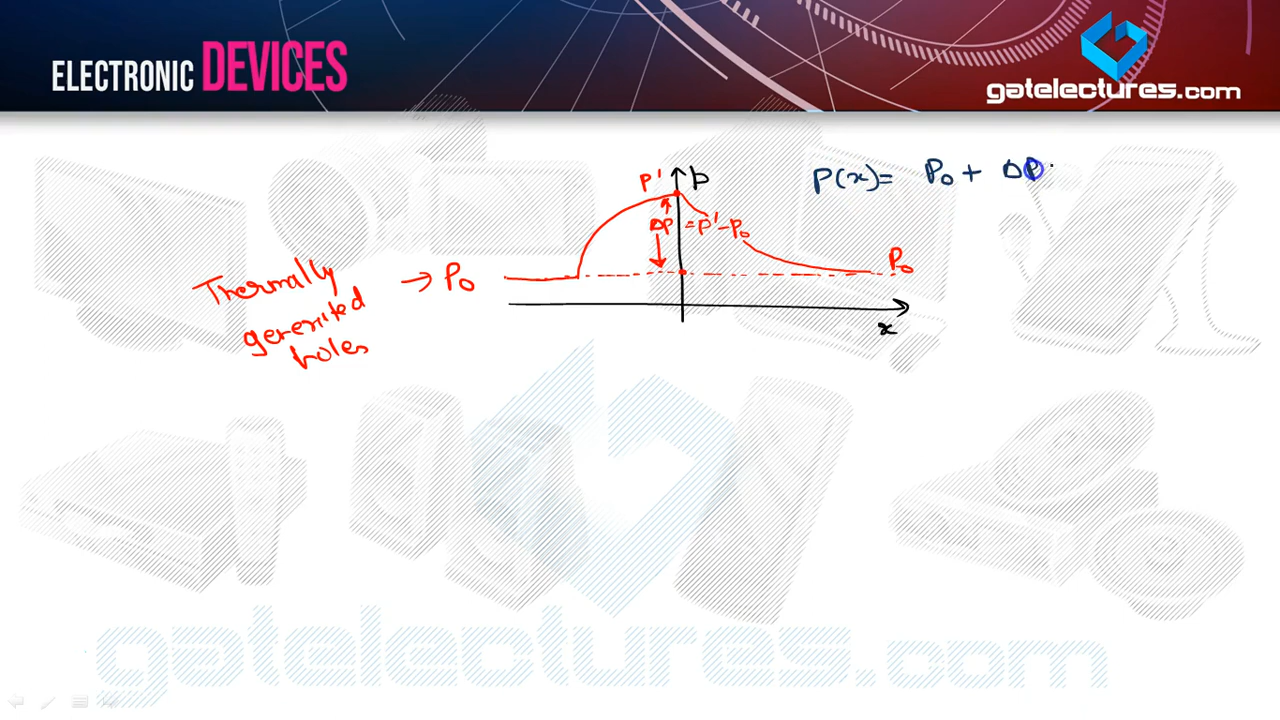 ELECTRONIC DEVICES
gatelectures.com
P' p P(x) = P₀ + ΔP
ΔP = P' - P₀
Thermally → P₀ P₀
generated
holes
x
gatelectures.com